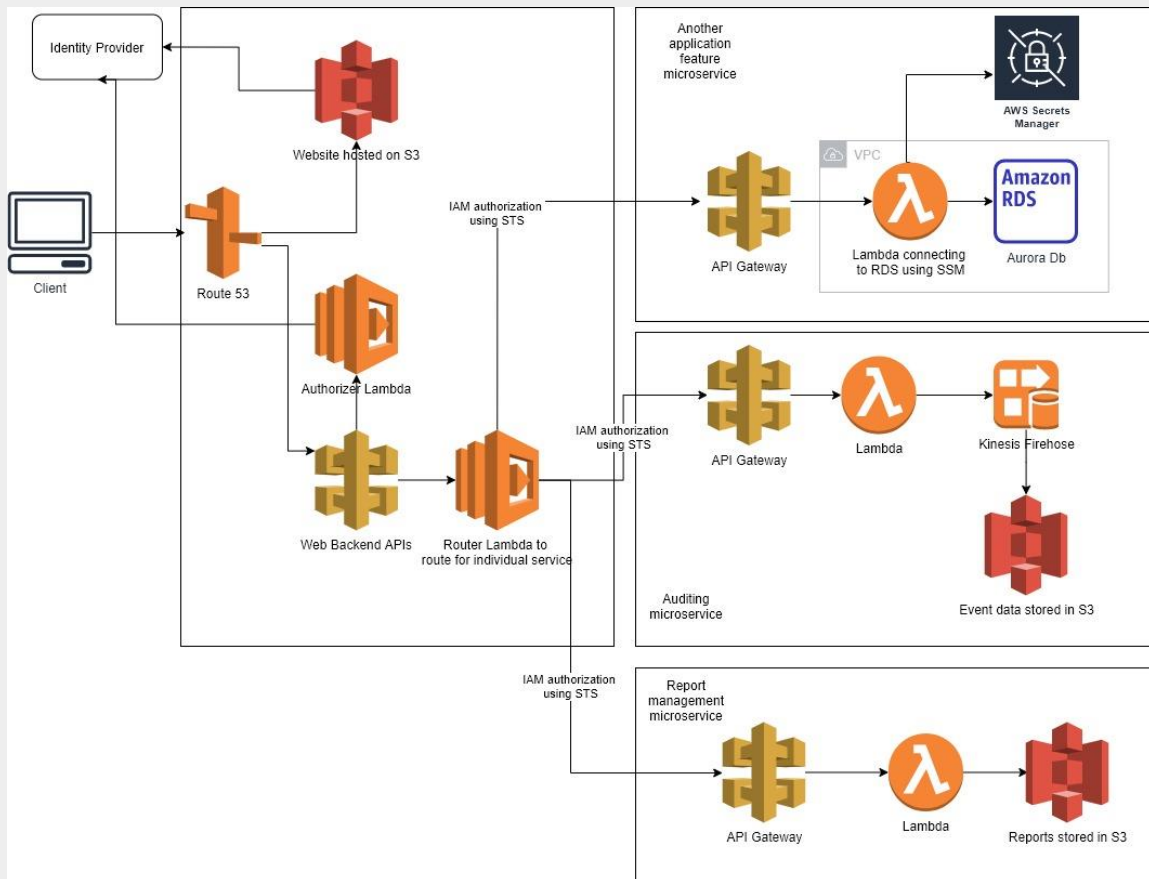 Identity Provider
Website hosted on S3
Client
Route 53
Authorizer Lambda
Web Backend APIs
Router Lambda to
route for individual service
IAM authorization
using STS
IAM authorization
using STS
IAM authorization
using STS
Another
application
feature
microservice
AWS Secrets
Manager
VPC
API Gateway
Lambda connecting
to RDS using SSM
Amazon
RDS
Aurora Db
API Gateway
Lambda
Kinesis Firehose
Event data stored in S3
Auditing
microservice
Report
management
microservice
API Gateway
Lambda
Reports stored in S3